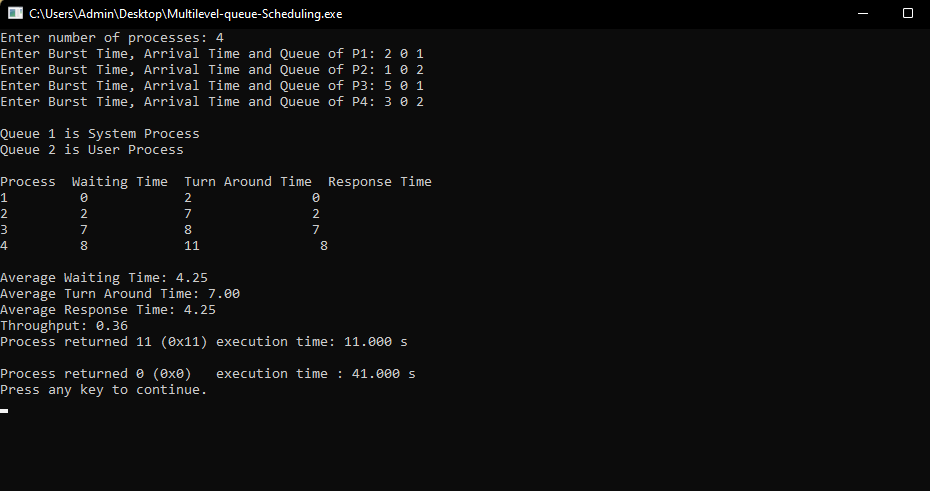 C:\Users\Admin\Desktop\Multilevel-queue-Scheduling.exe
Enter number of processes: 4
Enter Burst Time, Arrival Time and Queue of P1: 2 0 1
Enter Burst Time, Arrival Time and Queue of P2: 1 0 2
Enter Burst Time, Arrival Time and Queue of P3: 5 0 1
Enter Burst Time, Arrival Time and Queue of P4: 3 0 2
Queue 1 is System Process
Queue 2 is User Process
Process  Waiting Time  Turn Around Time  Response Time
1         0            2               0
2         2            7               2
3         7            8               7
4         8            11               8
Average Waiting Time: 4.25
Average Turn Around Time: 7.00
Average Response Time: 4.25
Throughput: 0.36
Process returned 11 (0x11) execution time: 11.000 s
Process returned 0 (0x0)   execution time : 41.000 s
Press any key to continue.